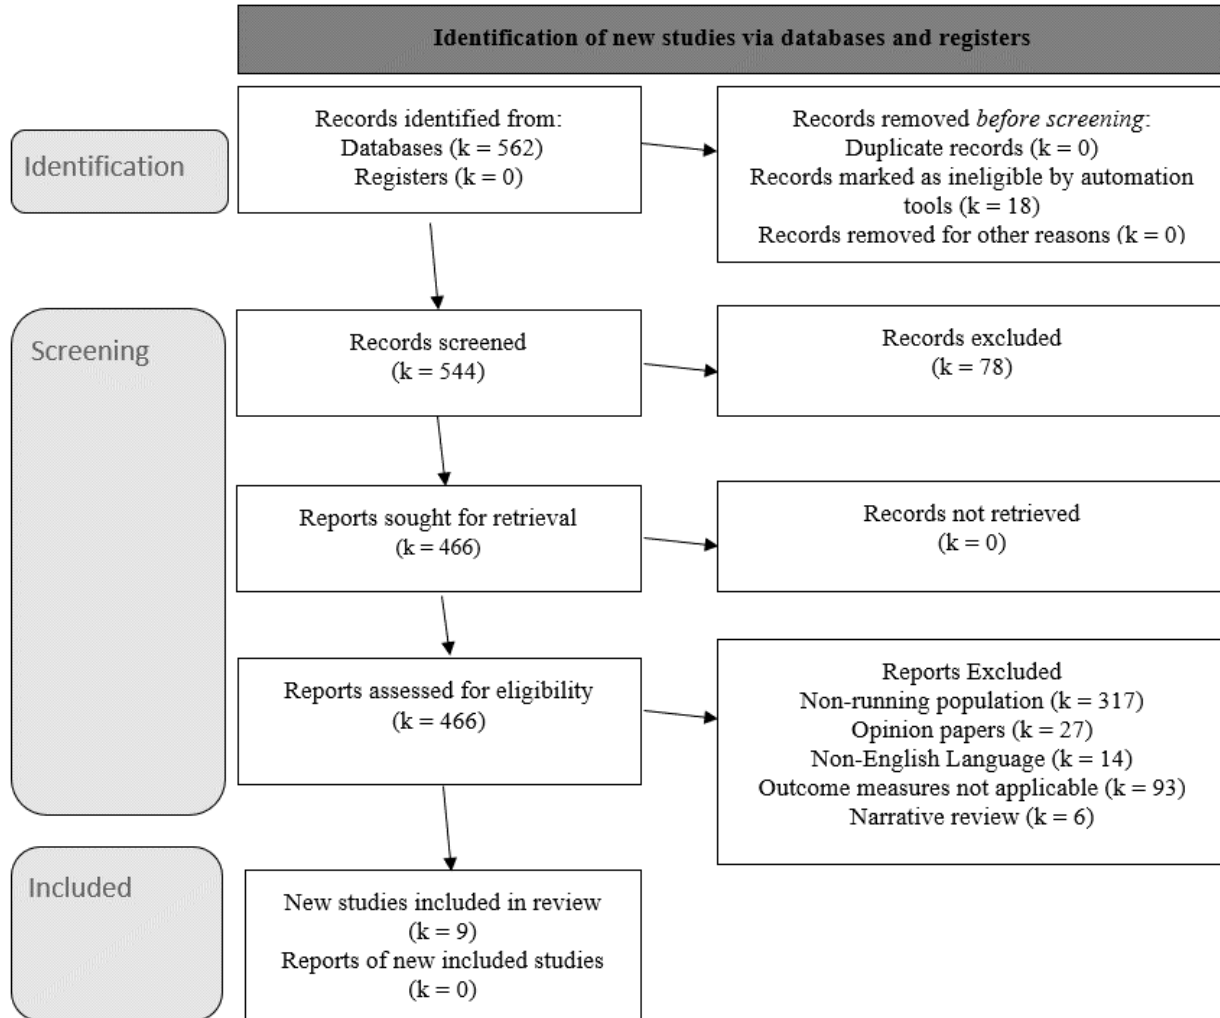 Identification of new studies via databases and registers
Identification
Records identified from:
Databases (k = 562)
Registers (k = 0)
Records removed before screening:
Duplicate records (k = 0)
Records marked as ineligible by automation
tools (k = 18)
Records removed for other reasons (k = 0)
Screening
Records screened
(k = 544)
Records excluded
(k = 78)
Reports sought for retrieval
(k = 466)
Records not retrieved
(k = 0)
Reports assessed for eligibility
(k = 466)
Reports Excluded
Non-running population (k = 317)
Opinion papers (k = 27)
Non-English Language (k = 14)
Outcome measures not applicable (k = 93)
Narrative review (k = 6)
Included
New studies included in review
(k = 9)
Reports of new included studies
(k = 0)